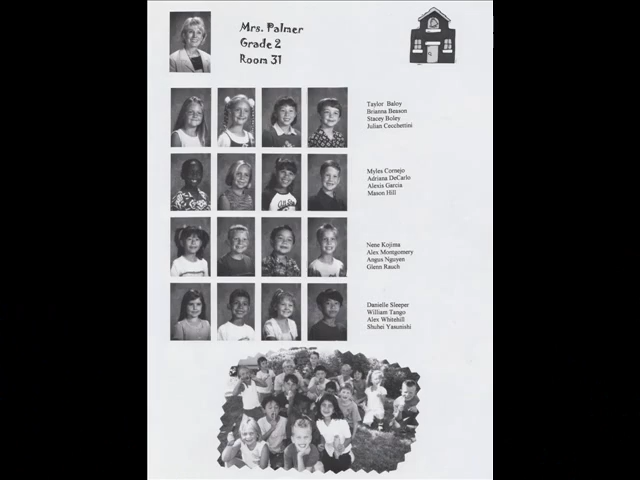 Mrs. Palmer
Grade 2
Room 31
Taylor Baloy
Brianna Beason
Stacey Boley
Julian Cecchettini
Myles Cornejo
Adriana DeCarlo
Alexis Garcia
Mason Hill
Nene Kojima
Alex Montgomery
Angus Nguyen
Glenn Rauch
Danielle Sleeper
William Tango
Alex Whitehill
Shuhei Yasunishi